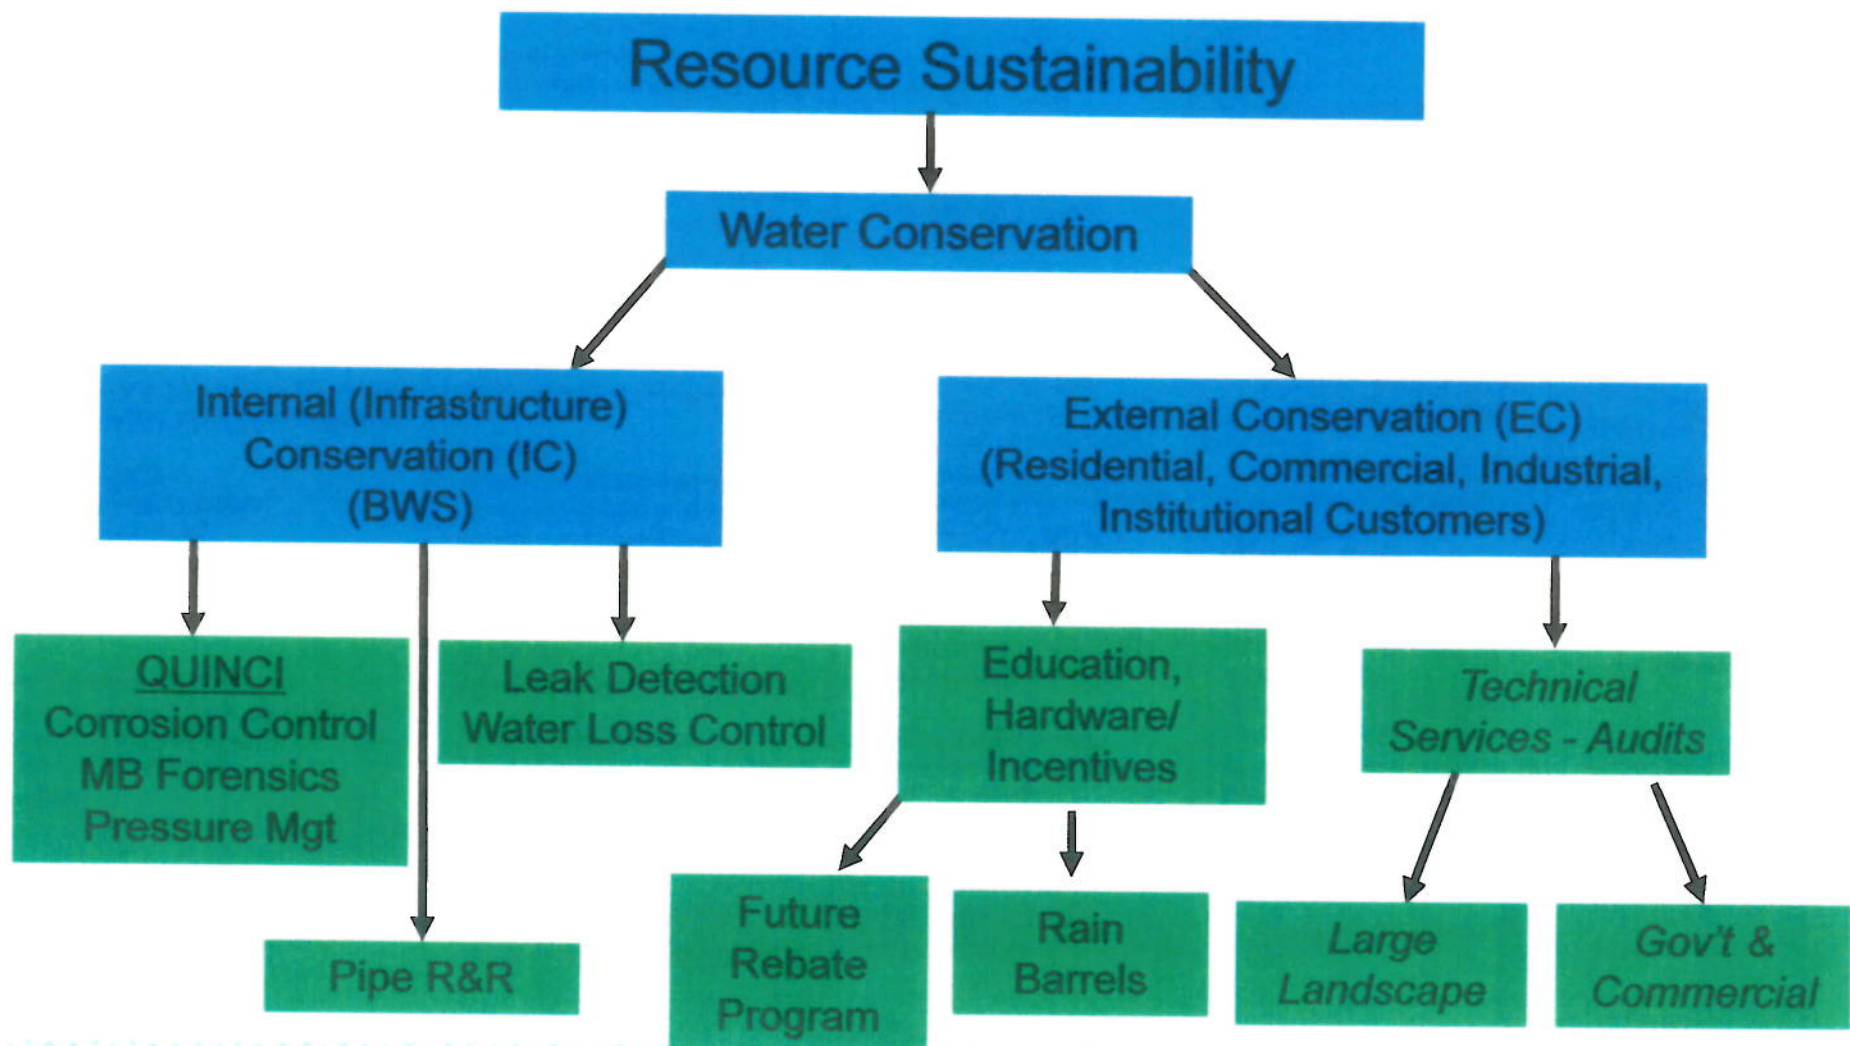 Resource Sustainability
Water Conservation
Internal (Infrastructure)
Conservation (IC)
(BWS)
External Conservation (EC)
(Residential, Commercial, Industrial,
Institutional Customers)
QUINCI
Corrosion Control
MB Forensics
Pressure Mgt
Leak Detection
Water Loss Control
Education,
Hardware/
Incentives
Technical
Services - Audits
Pipe R&R
Future
Rebate
Program
Rain
Barrels
Large
Landscape
Gov't &
Commercial